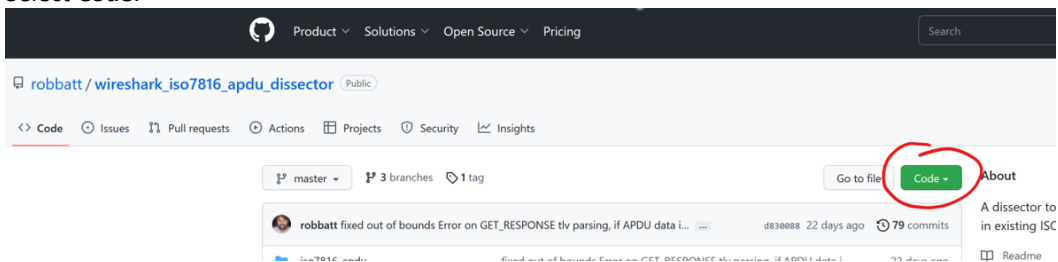 Product Solutions Open Source Pricing Search
robbatt / wireshark_iso7816_apdu_dissector Public
<> Code Issues Pull requests Actions Projects Security Insights
master 3 branches 1 tag Go to file Code About
A dissector to
robbatt fixed out of bounds Error on GET_RESPONSE tlv parsing, if APDU data i... ... d830088 22 days ago 79 commits
in existing ISO
Readme